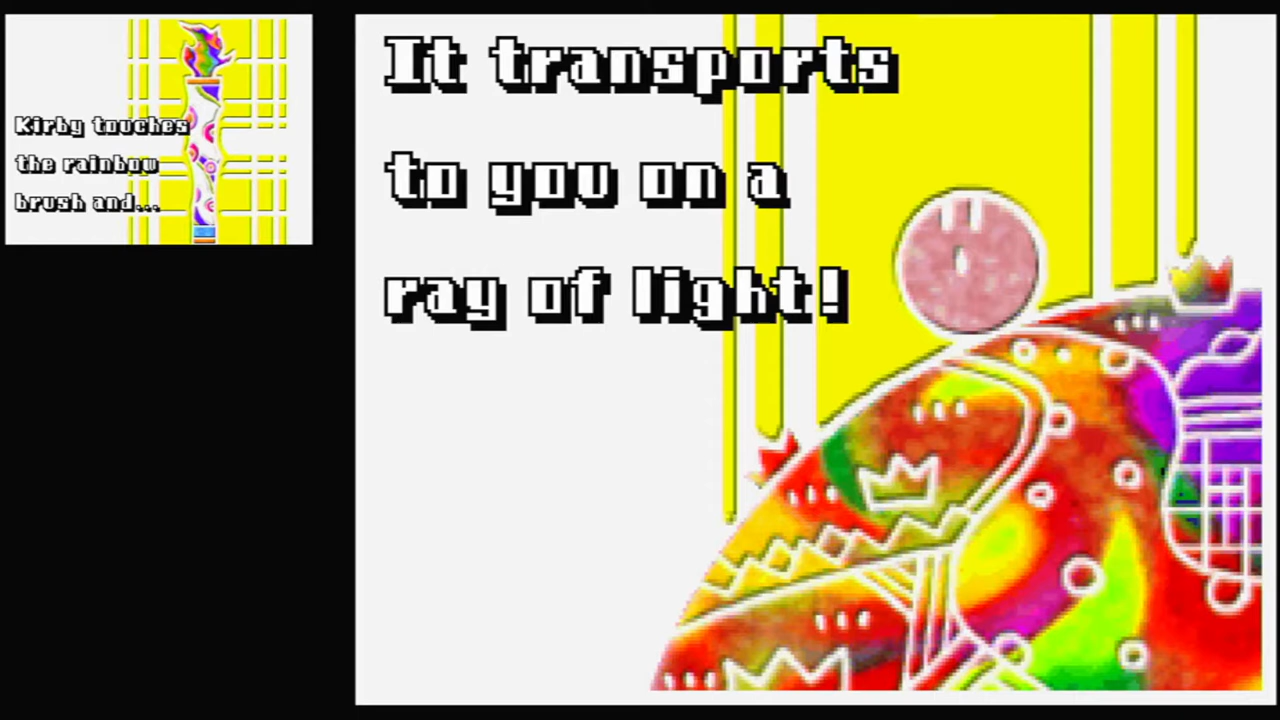 Kirby touches
the rainbow
brush and...
It transports
to you on a
ray of light!